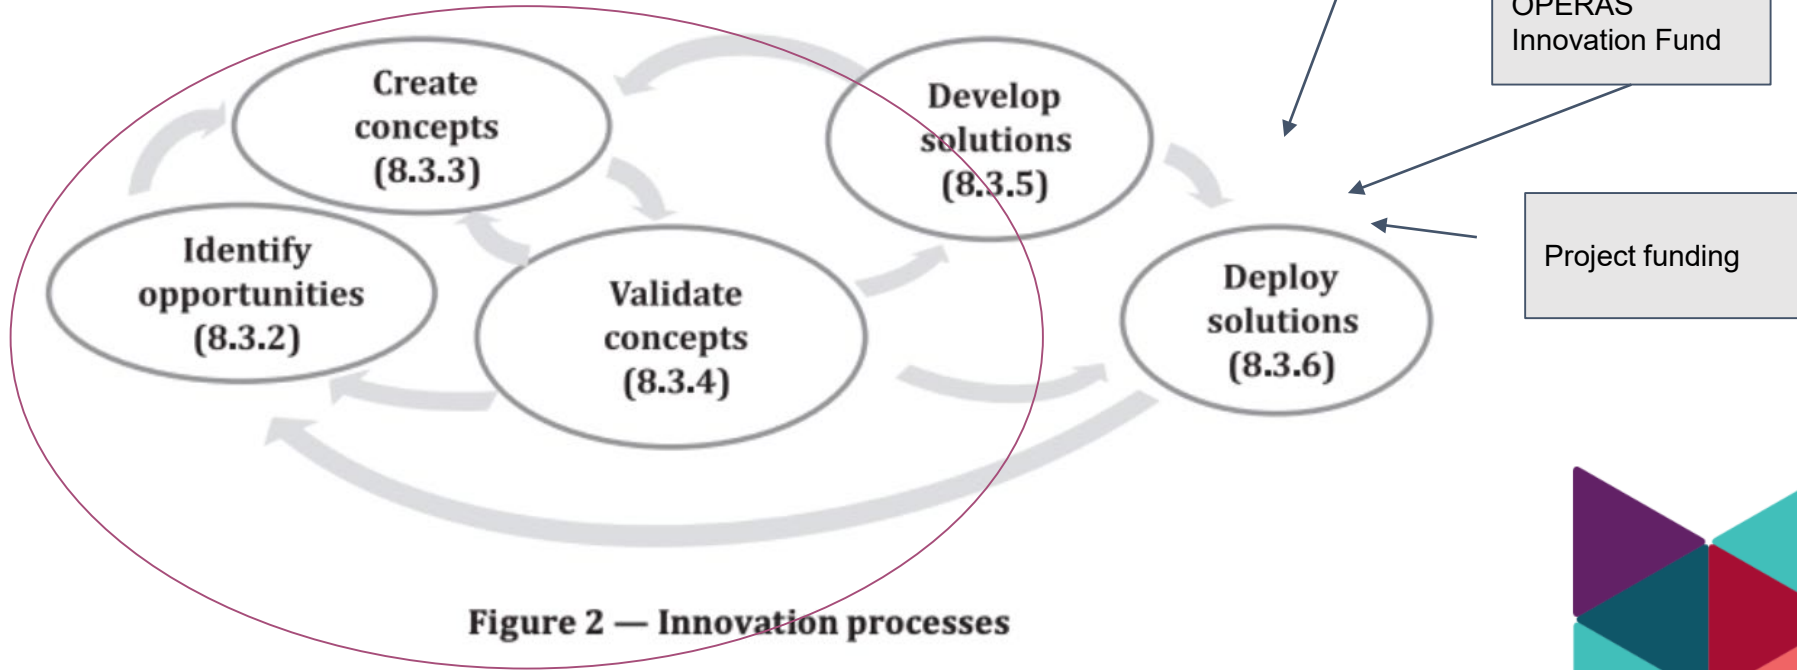 OPERAS
Innovation Fund
Create
concepts
(8.3.3)
Develop
solutions
(8.3.5)
Identify
opportunities
(8.3.2)
Validate
concepts
(8.3.4)
Deploy
solutions
(8.3.6)
Project funding
Figure 2 — Innovation processes